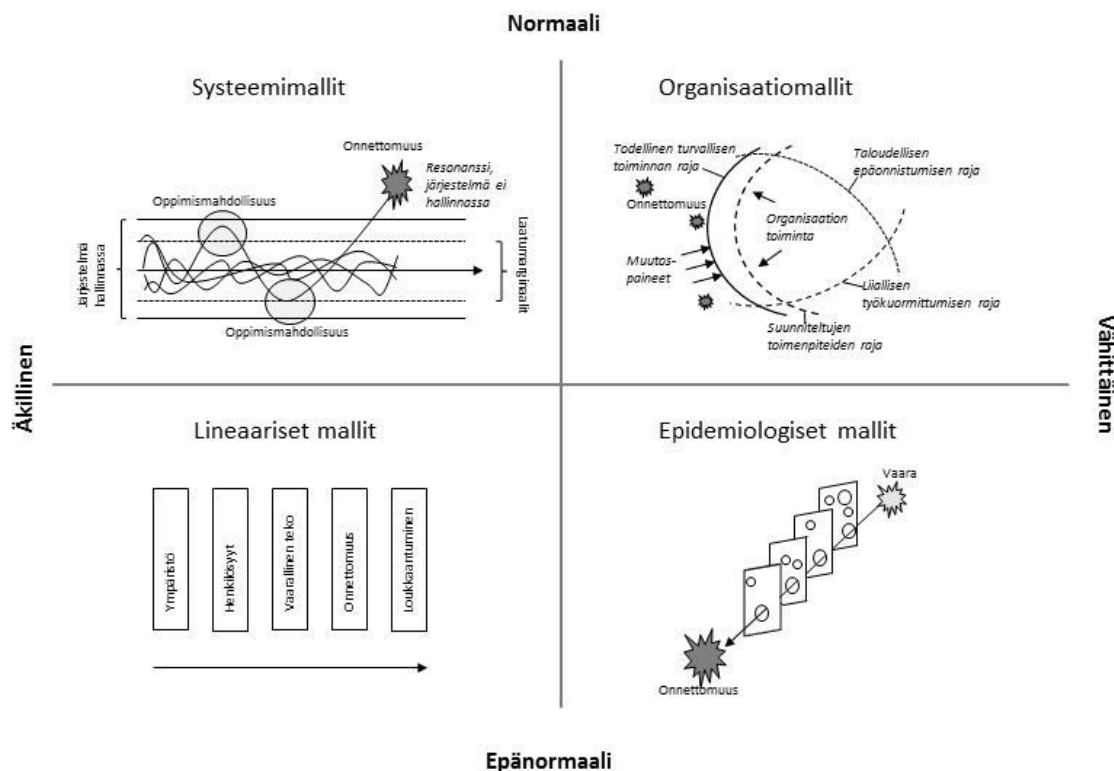 Normaali
Systeemimallit
Onnettomuus
Resonanssi,
järjestelmä ei
hallinnassa
Oppimismahdollisuus
Järjestelmä
hallinnassa
Laatumarginaalit
Oppimismahdollisuus
Organisaatiomallit
Todellinen turvallisen
toiminnan raja
Taloudellisen
epäonnistumisen raja
Onnettomuus
Organisaation
toiminta
Muutos-
paineet
Liiallisen
työkuormittumisen raja
Suunniteltujen
toimenpiteiden raja
Äkillinen
Vähittäinen
Lineaariset mallit
Ympäristö
Henkilösyyt
Vaarallinen teko
Onnettomuus
Loukkaantuminen
Epidemiologiset mallit
Vaara
Onnettomuus
Epänormaali